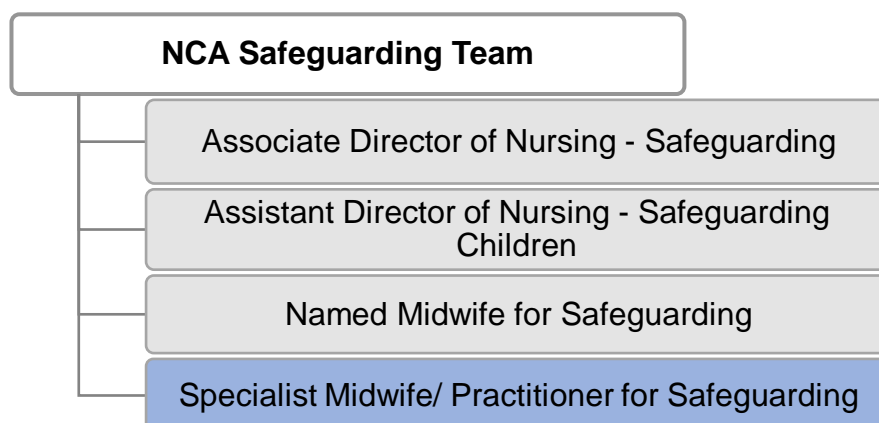 NCA Safeguarding Team
Associate Director of Nursing - Safeguarding
Assistant Director of Nursing - Safeguarding
Children
Named Midwife for Safeguarding
Specialist Midwife/ Practitioner for Safeguarding